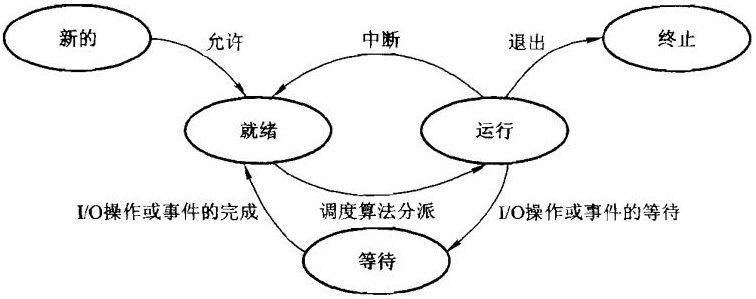 新的
允许
中断
退出
终止
就绪
运行
I/O操作或事件的完成
调度算法分派
I/O操作或事件的等待
等待